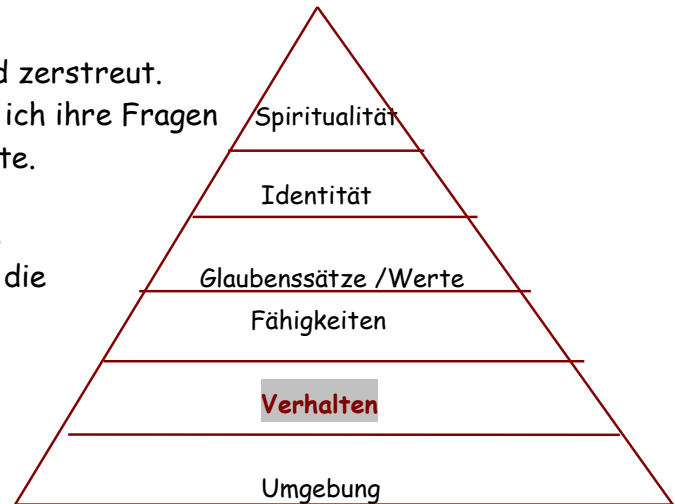 d zerstreut.
ich ihre Fragen
te.
die
Spiritualität
Identität
Glaubenssätze /Werte
Fähigkeiten
Verhalten
Umgebung